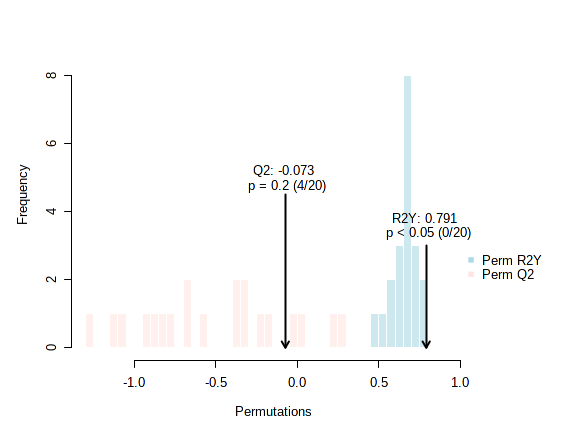 8
6
4
2
0
Frequency
Q2: -0.073
p = 0.2 (4/20)
R2Y: 0.791
p < 0.05 (0/20)
Perm R2Y
Perm Q2
-1.0 -0.5 0.0 0.5 1.0
Permutations